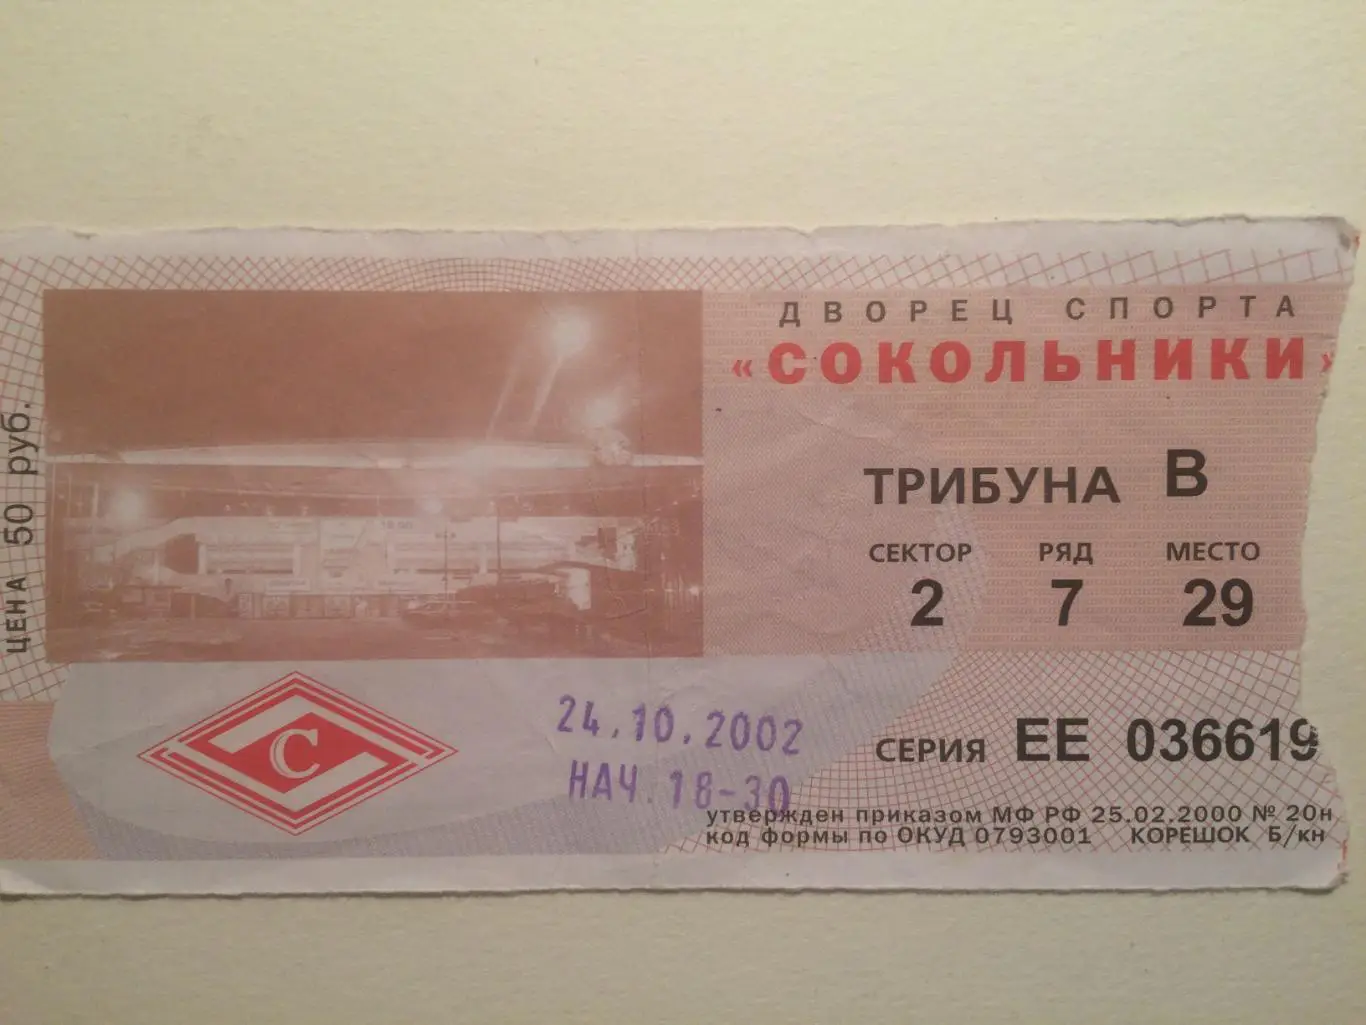 ДВОРЕЦ СПОРТА
«СОКОЛЬНИКИ»
ТРИБУНА В
СЕКТОР РЯД МЕСТО
2 7 29
ЦЕНА 50 руб.
С
24.10.2002
НАЧ. 18-30
СЕРИЯ ЕЕ 036619
утвержден приказом МФ РФ 25.02.2000 № 20н
код формы по ОКУД 0793001 КОРЕШОК Б/кн